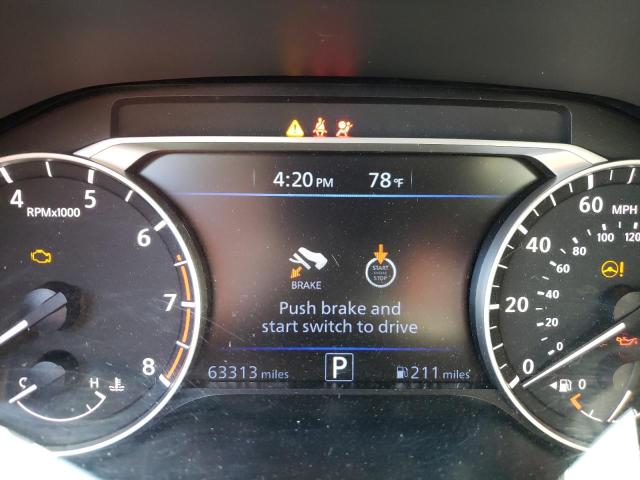 4:20 PM 78°F
4 5 6 7 8
RPMx1000
C H
BRAKE
START
STOP
Push brake and
start switch to drive
63313 miles P 211 miles
60 MPH
40 80 100 120
20 60
40
20
0 0
0